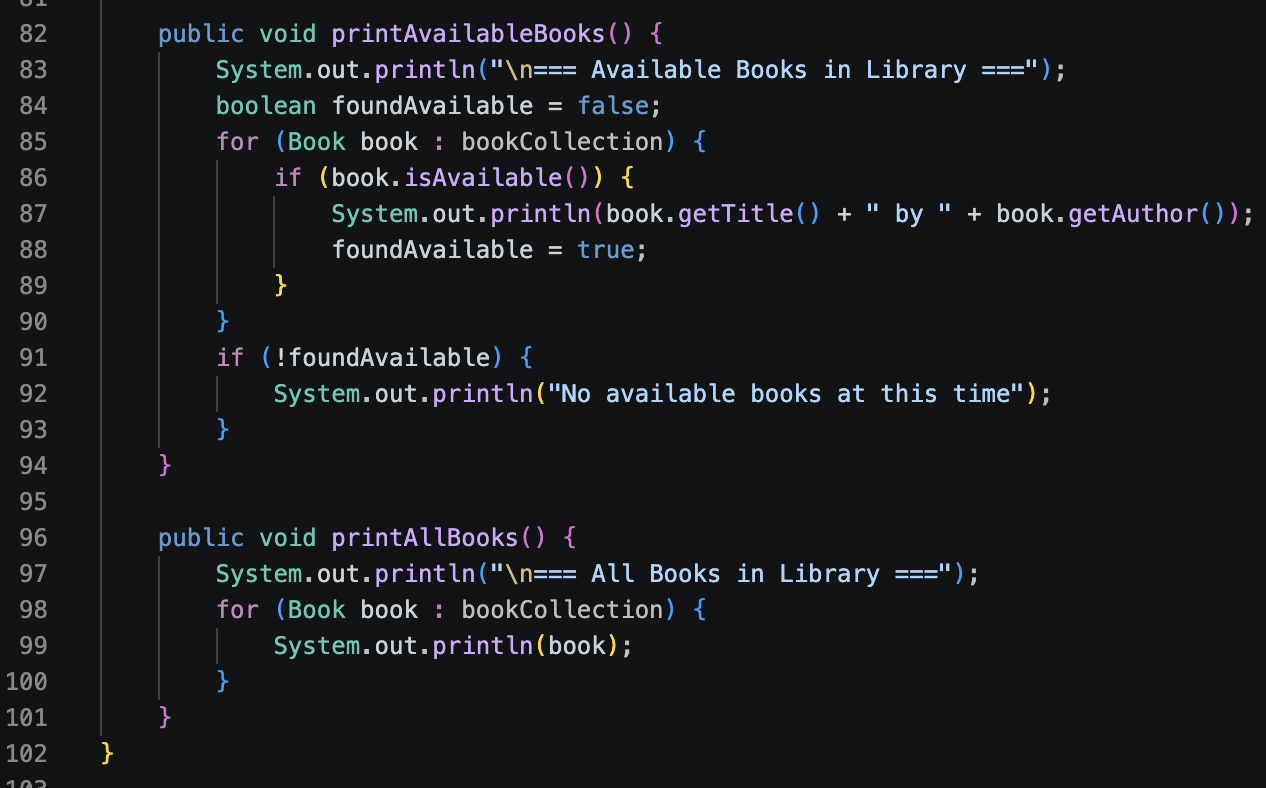 81
82 public void printAvailableBooks() {
83 System.out.println("\n=== Available Books in Library ===");
84 boolean foundAvailable = false;
85 for (Book book : bookCollection) {
86 if (book.isAvailable()) {
87 System.out.println(book.getTitle() + " by " + book.getAuthor());
88 foundAvailable = true;
89 }
90 }
91 if (!foundAvailable) {
92 System.out.println("No available books at this time");
93 }
94 }
95
96 public void printAllBooks() {
97 System.out.println("\n=== All Books in Library ===");
98 for (Book book : bookCollection) {
99 System.out.println(book);
100 }
101 }
102 }
103